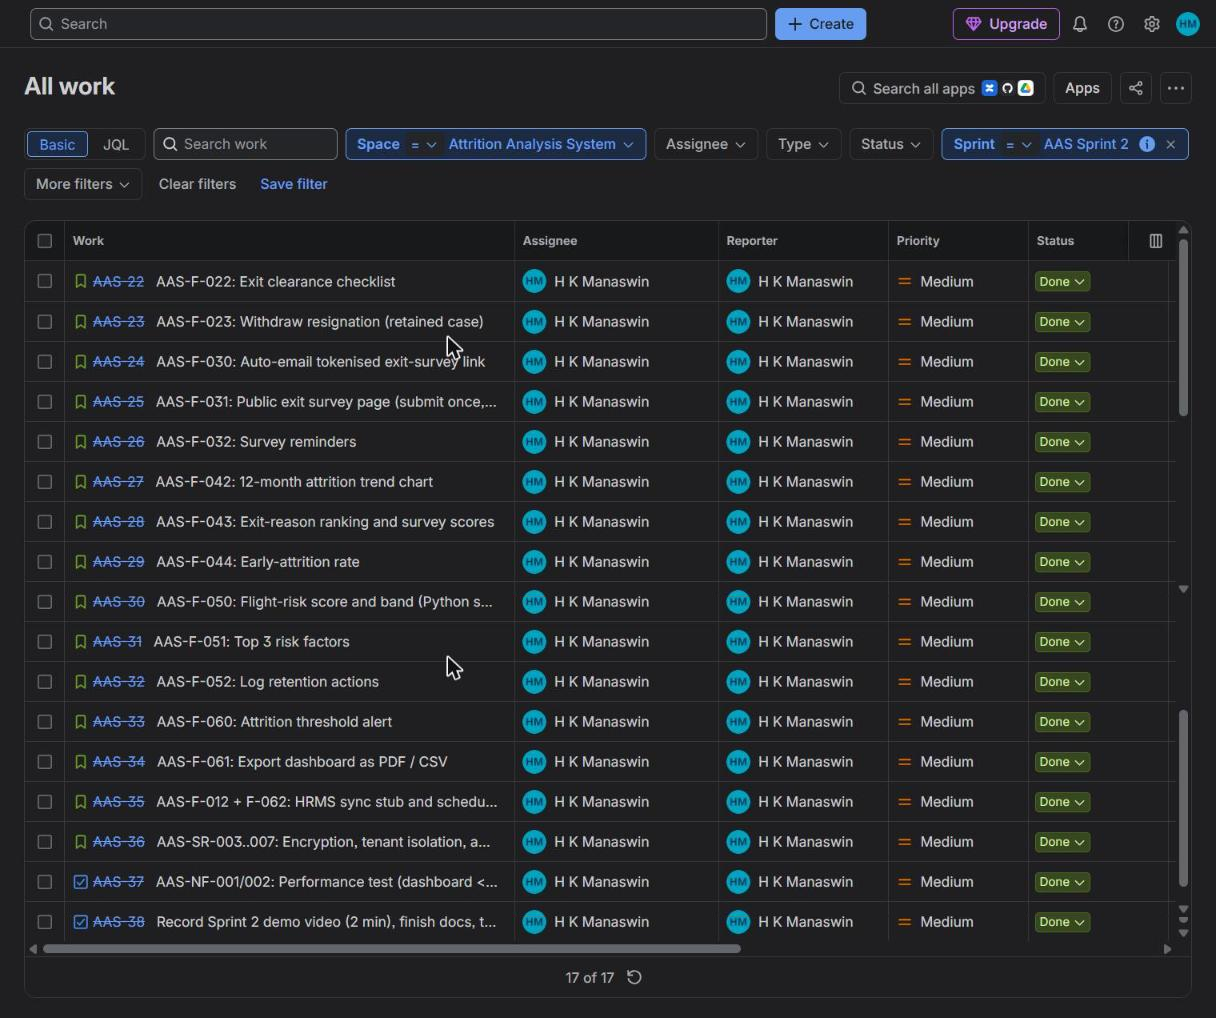 Search
Create
Upgrade
HM
All work
Search all apps
Apps
Basic
JQL
Search work
Space = Attrition Analysis System
Assignee
Type
Status
Sprint = AAS Sprint 2
More filters
Clear filters
Save filter
Work Assignee Reporter Priority Status
AAS-22 AAS-F-022: Exit clearance checklist HM H K Manaswin HM H K Manaswin Medium Done
AAS-23 AAS-F-023: Withdraw resignation (retained case) HM H K Manaswin HM H K Manaswin Medium Done
AAS-24 AAS-F-030: Auto-email tokenised exit-survey link HM H K Manaswin HM H K Manaswin Medium Done
AAS-25 AAS-F-031: Public exit survey page (submit once,... HM H K Manaswin HM H K Manaswin Medium Done
AAS-26 AAS-F-032: Survey reminders HM H K Manaswin HM H K Manaswin Medium Done
AAS-27 AAS-F-042: 12-month attrition trend chart HM H K Manaswin HM H K Manaswin Medium Done
AAS-28 AAS-F-043: Exit-reason ranking and survey scores HM H K Manaswin HM H K Manaswin Medium Done
AAS-29 AAS-F-044: Early-attrition rate HM H K Manaswin HM H K Manaswin Medium Done
AAS-30 AAS-F-050: Flight-risk score and band (Python s... HM H K Manaswin HM H K Manaswin Medium Done
AAS-31 AAS-F-051: Top 3 risk factors HM H K Manaswin HM H K Manaswin Medium Done
AAS-32 AAS-F-052: Log retention actions HM H K Manaswin HM H K Manaswin Medium Done
AAS-33 AAS-F-060: Attrition threshold alert HM H K Manaswin HM H K Manaswin Medium Done
AAS-34 AAS-F-061: Export dashboard as PDF / CSV HM H K Manaswin HM H K Manaswin Medium Done
AAS-35 AAS-F-012 + F-062: HRMS sync stub and schedu... HM H K Manaswin HM H K Manaswin Medium Done
AAS-36 AAS-SR-003..007: Encryption, tenant isolation, a... HM H K Manaswin HM H K Manaswin Medium Done
AAS-37 AAS-NF-001/002: Performance test (dashboard <... HM H K Manaswin HM H K Manaswin Medium Done
AAS-38 Record Sprint 2 demo video (2 min), finish docs, t... HM H K Manaswin HM H K Manaswin Medium Done
17 of 17